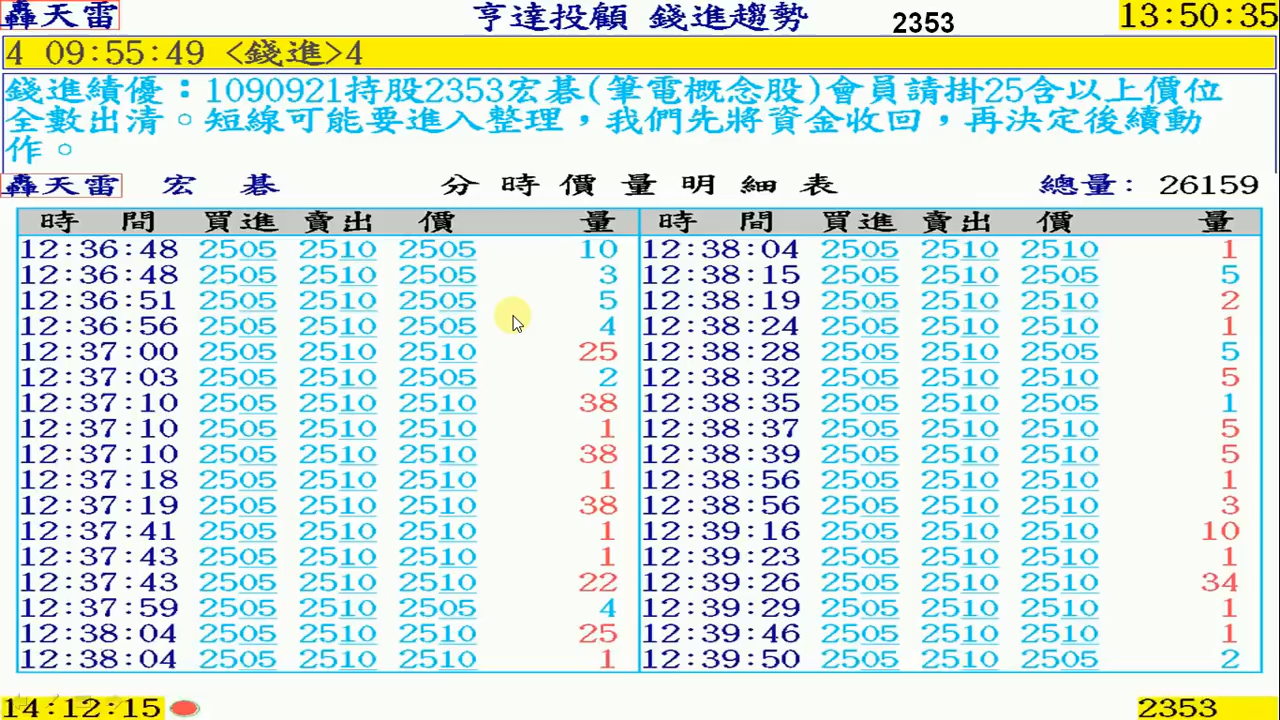 轟天雷 亨達投顧 錢進趨勢 2353 13:50:35
4 09:55:49 <錢進>4
錢進績優：1090921持股2353宏碁(筆電概念股)會員請掛25含以上價位
全數出清。短線可能要進入整理，我們先將資金收回，再決定後續動
作。
轟天雷 宏 碁 分 時 價 量 明 細 表 總量: 26159
時 間 買進 賣出 價 量 時 間 買進 賣出 價 量
12:36:48 2505 2510 2505 10 12:38:04 2505 2510 2510 1
12:36:48 2505 2510 2505 3 12:38:15 2505 2510 2505 5
12:36:51 2505 2510 2505 5 12:38:19 2505 2510 2510 2
12:36:56 2505 2510 2505 4 12:38:24 2505 2510 2510 1
12:37:00 2505 2510 2510 25 12:38:28 2505 2510 2505 5
12:37:03 2505 2510 2505 2 12:38:32 2505 2510 2510 5
12:37:10 2505 2510 2510 38 12:38:35 2505 2510 2505 1
12:37:10 2505 2510 2510 1 12:38:37 2505 2510 2510 5
12:37:10 2505 2510 2510 38 12:38:39 2505 2510 2510 5
12:37:18 2505 2510 2510 1 12:38:56 2505 2510 2510 1
12:37:19 2505 2510 2510 38 12:38:56 2505 2510 2510 3
12:37:41 2505 2510 2510 1 12:39:16 2505 2510 2510 10
12:37:43 2505 2510 2510 1 12:39:23 2505 2510 2510 1
12:37:43 2505 2510 2510 22 12:39:26 2505 2510 2510 34
12:37:59 2505 2510 2505 4 12:39:29 2505 2510 2510 1
12:38:04 2505 2510 2510 25 12:39:46 2505 2510 2510 1
12:38:04 2505 2510 2510 1 12:39:50 2505 2510 2505 2
14:12:15 2353